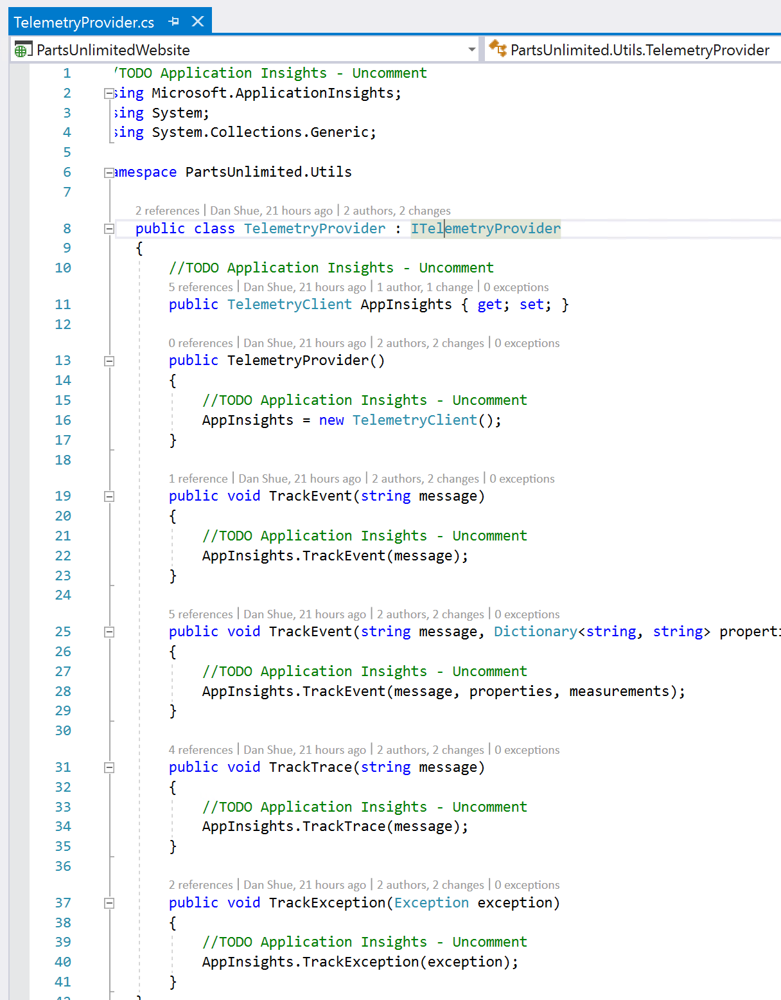 TelemetryProvider.cs
PartsUnlimitedWebsite PartsUnlimited.Utils.TelemetryProvider
1 /TODO Application Insights - Uncomment
2 sing Microsoft.ApplicationInsights;
3 sing System;
4 sing System.Collections.Generic;
5
6 amespace PartsUnlimited.Utils
7
2 references | Dan Shue, 21 hours ago | 2 authors, 2 changes
8 public class TelemetryProvider : ITelemetryProvider
9 {
10 //TODO Application Insights - Uncomment
5 references | Dan Shue, 21 hours ago | 1 author, 1 change | 0 exceptions
11 public TelemetryClient AppInsights { get; set; }
12
0 references | Dan Shue, 21 hours ago | 2 authors, 2 changes | 0 exceptions
13 public TelemetryProvider()
14 {
15 //TODO Application Insights - Uncomment
16 AppInsights = new TelemetryClient();
17 }
18
1 reference | Dan Shue, 21 hours ago | 2 authors, 2 changes | 0 exceptions
19 public void TrackEvent(string message)
20 {
21 //TODO Application Insights - Uncomment
22 AppInsights.TrackEvent(message);
23 }
24
5 references | Dan Shue, 21 hours ago | 2 authors, 2 changes | 0 exceptions
25 public void TrackEvent(string message, Dictionary<string, string> properti
26 {
27 //TODO Application Insights - Uncomment
28 AppInsights.TrackEvent(message, properties, measurements);
29 }
30
4 references | Dan Shue, 21 hours ago | 2 authors, 2 changes | 0 exceptions
31 public void TrackTrace(string message)
32 {
33 //TODO Application Insights - Uncomment
34 AppInsights.TrackTrace(message);
35 }
36
2 references | Dan Shue, 21 hours ago | 2 authors, 2 changes | 0 exceptions
37 public void TrackException(Exception exception)
38 {
39 //TODO Application Insights - Uncomment
40 AppInsights.TrackException(exception);
41 }